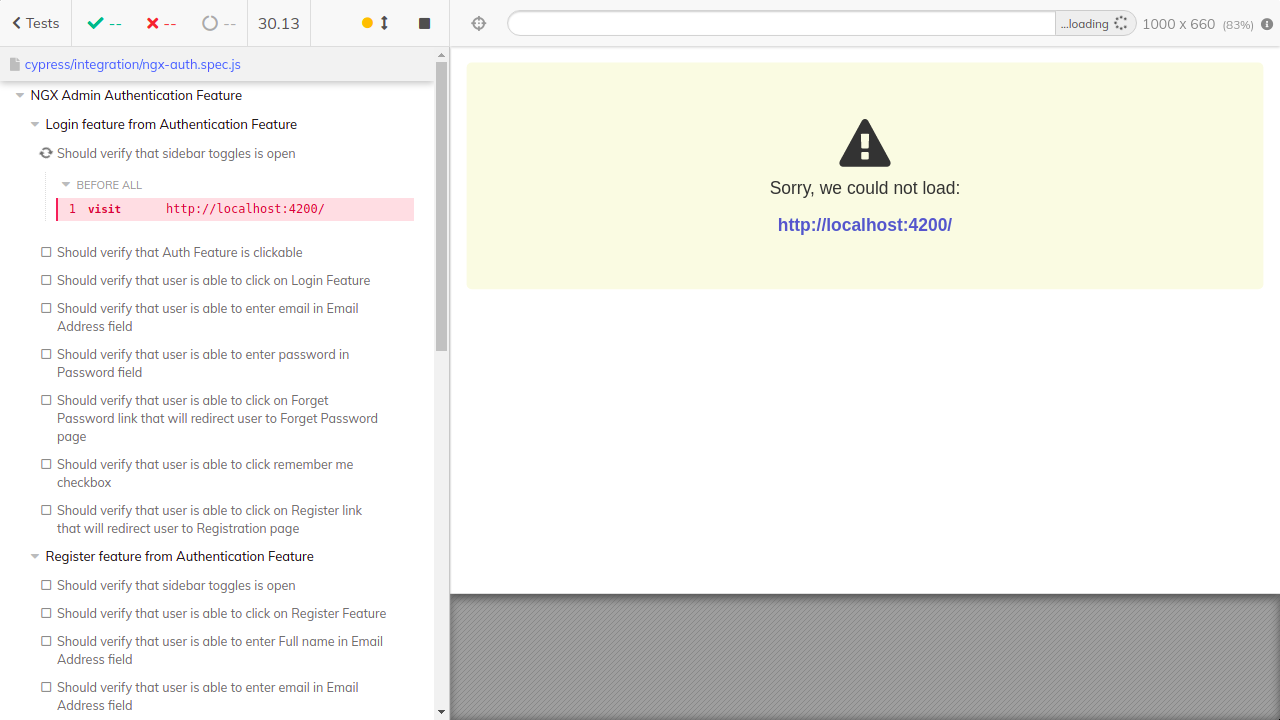 Tests
--
--
--
30.13
...loading
1000 x 660 (83%)
cypress/integration/ngx-auth.spec.js
NGX Admin Authentication Feature
Login feature from Authentication Feature
Should verify that sidebar toggles is open
BEFORE ALL
1 visit http://localhost:4200/
Should verify that Auth Feature is clickable
Should verify that user is able to click on Login Feature
Should verify that user is able to enter email in Email
Address field
Should verify that user is able to enter password in
Password field
Should verify that user is able to click on Forget
Password link that will redirect user to Forget Password
page
Should verify that user is able to click remember me
checkbox
Should verify that user is able to click on Register link
that will redirect user to Registration page
Register feature from Authentication Feature
Should verify that sidebar toggles is open
Should verify that user is able to click on Register Feature
Should verify that user is able to enter Full name in Email
Address field
Should verify that user is able to enter email in Email
Address field
Sorry, we could not load:
http://localhost:4200/